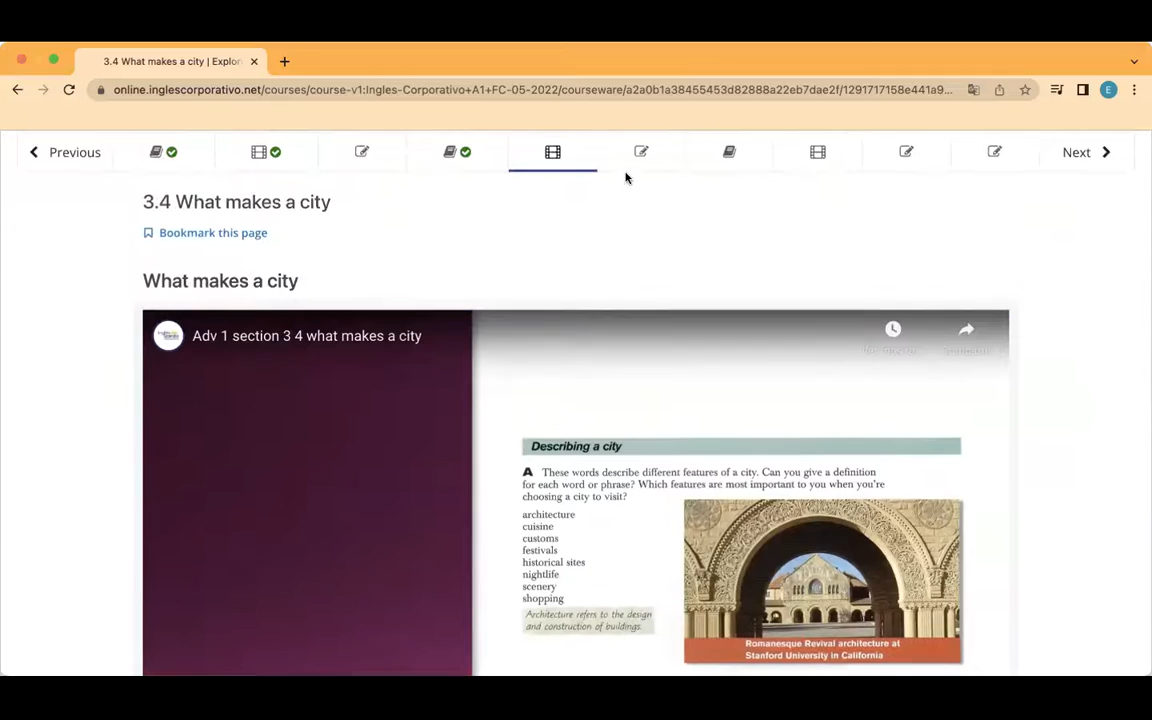 3.4 What makes a city | Explor
online.inglescorporativo.net/courses/course-v1:Ingles-Corporativo+A1+FC-05-2022/courseware/a2a0b1a38455453d82888a22eb7dae2f/1291717158e441a9...
E
Previous
Next
3.4 What makes a city
Bookmark this page
What makes a city
Adv 1 section 3 4 what makes a city
Describing a city
A These words describe different features of a city. Can you give a definition
for each word or phrase? Which features are most important to you when you're
choosing a city to visit?
architecture
cuisine
customs
festivals
historical sites
nightlife
scenery
shopping
Architecture refers to the design
and construction of buildings.
Romanesque Revival architecture at
Stanford University in California